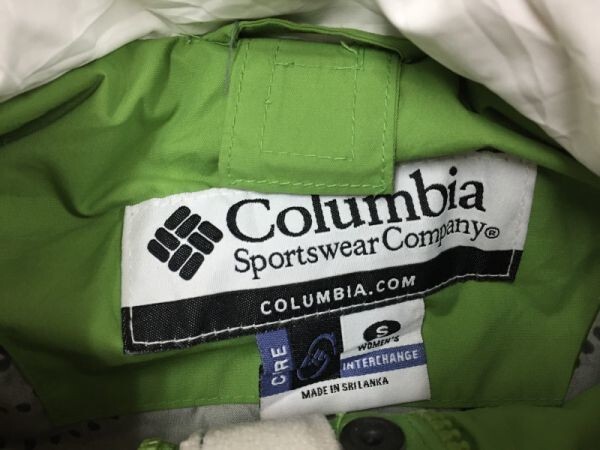 Columbia
Sportswear Company®
COLUMBIA.COM
CRE
S
WOMEN'S
INTERCHANGE
MADE IN SRI LANKA